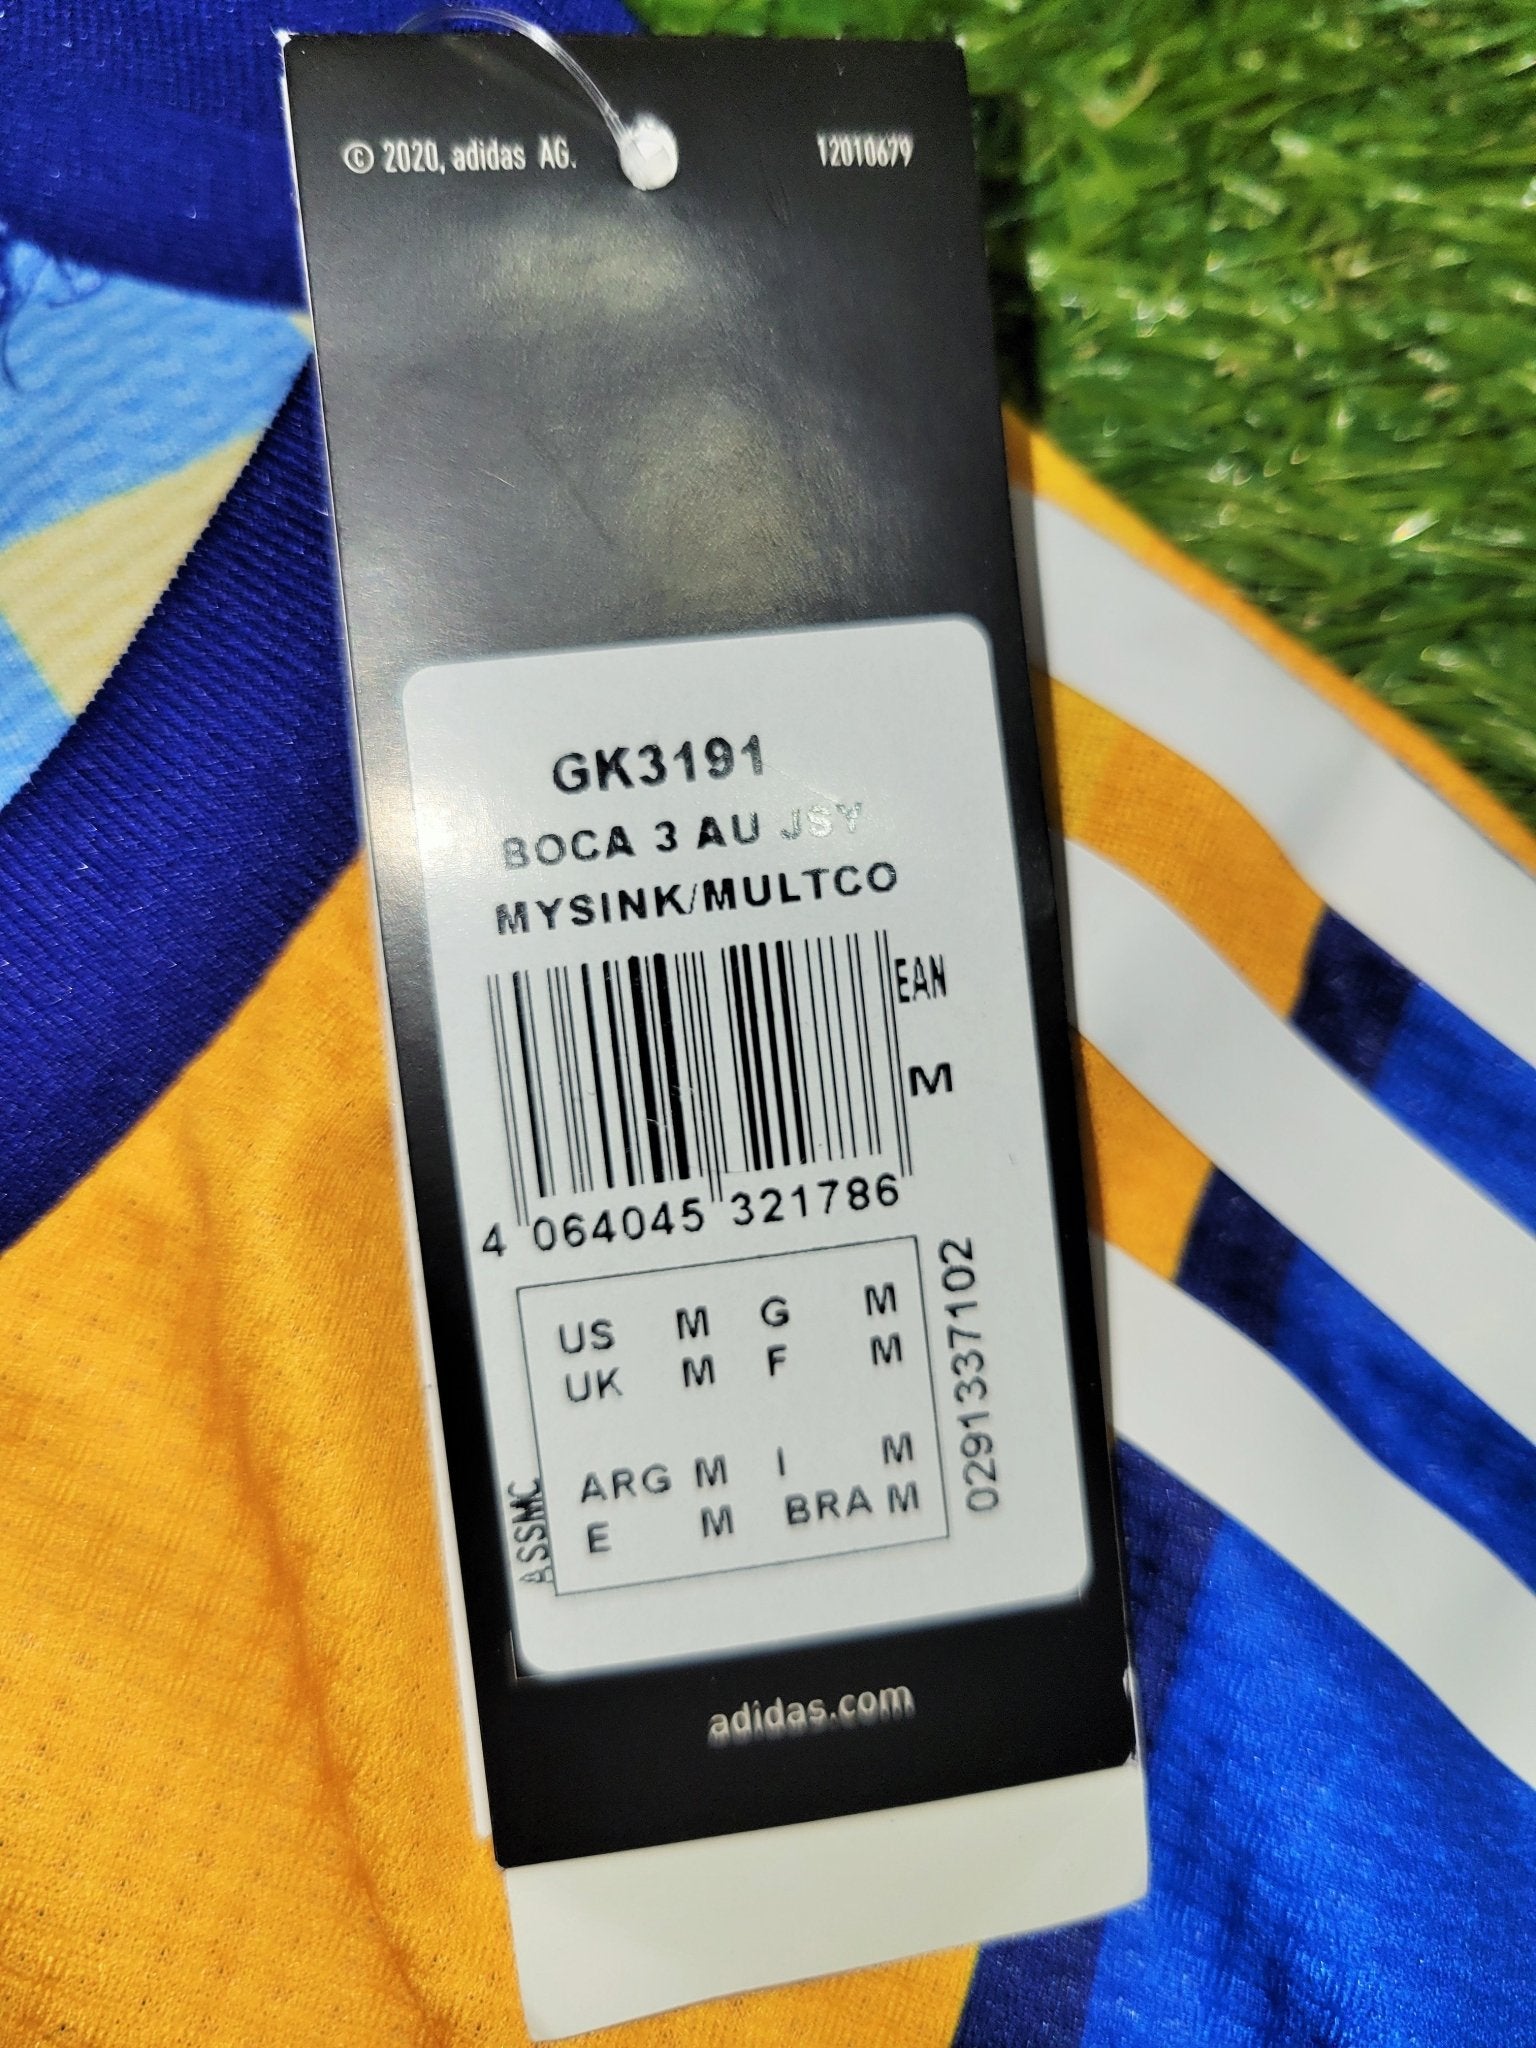 © 2020, adidas AG.
12010679
GK3191
BOCA 3 AU JSY
MYSINK/MULTCO
EAN
M
4 064045 321786
US M G M
UK M F M
ARG M I M
E M BRA M
ASSMC
0291337102
adidas.com